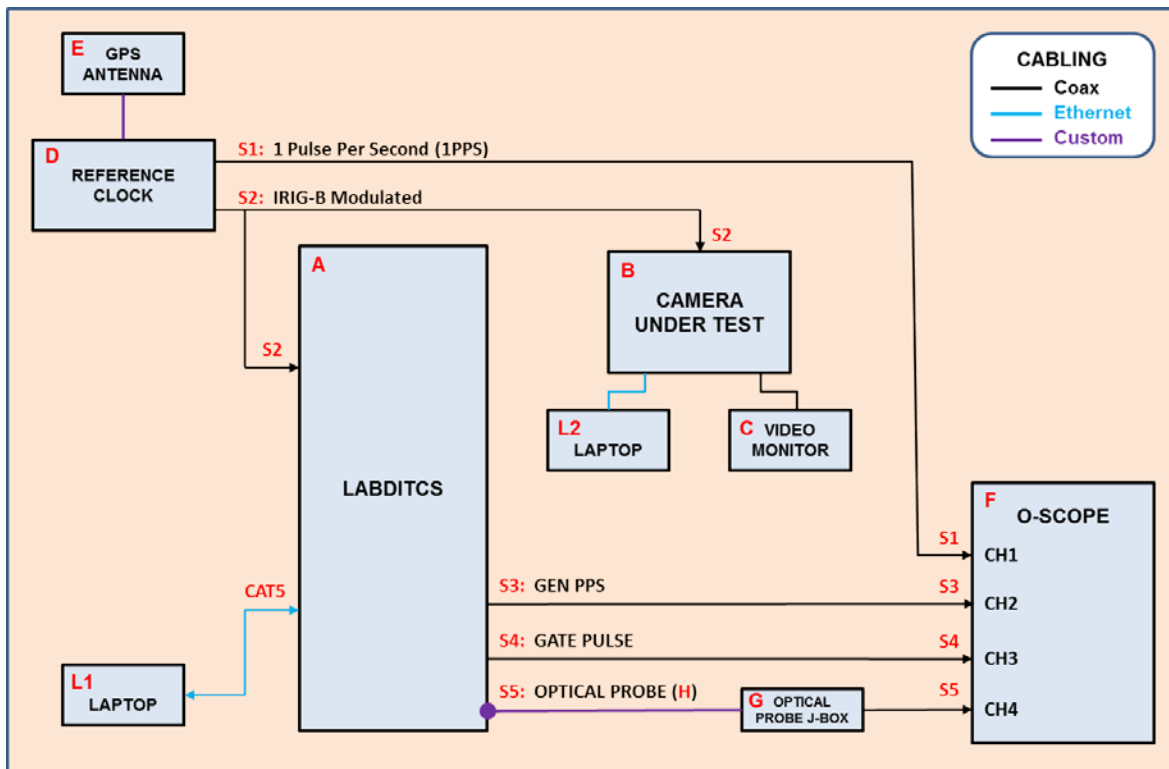 E
GPS
ANTENNA
CABLING
Coax
Ethernet
Custom
D
REFERENCE
CLOCK
S1: 1 Pulse Per Second (1PPS)
S2: IRIG-B Modulated
S2
A
LABDITCS
S2
B
CAMERA
UNDER TEST
L2
LAPTOP
C
VIDEO
MONITOR
F
O-SCOPE
S1
CH1
S3: GEN PPS
S3
CH2
S4: GATE PULSE
S4
CH3
S5: OPTICAL PROBE (H)
G
OPTICAL
PROBE J-BOX
S5
CH4
CAT5
L1
LAPTOP